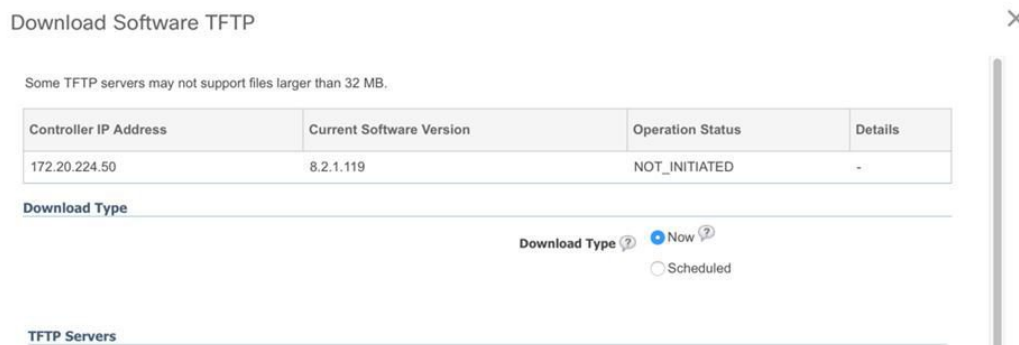 Download Software TFTP
Some TFTP servers may not support files larger than 32 MB.
Controller IP Address Current Software Version Operation Status Details
172.20.224.50 8.2.1.119 NOT_INITIATED -
Download Type
Download Type ? Now ?
Scheduled
TFTP Servers